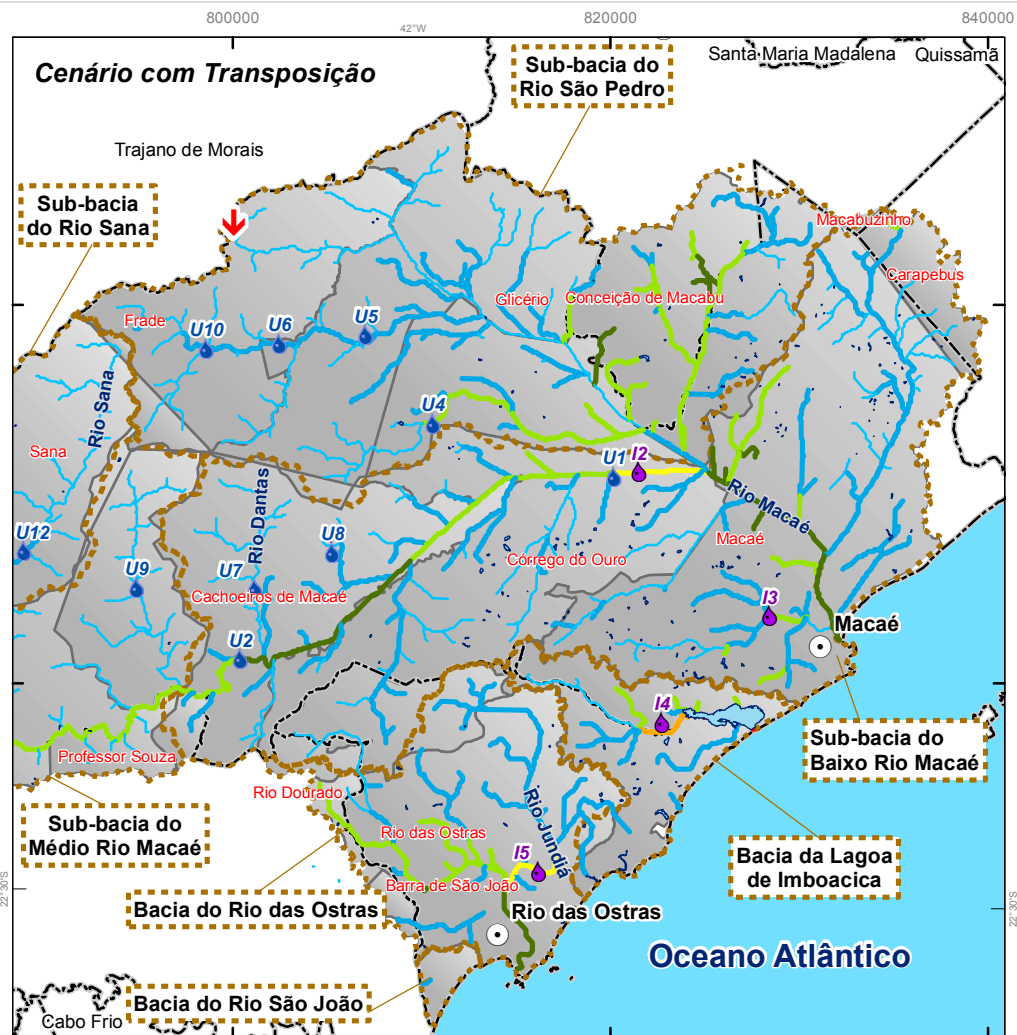 800000
820000
840000
42°W
Cenário com Transposição
Santa Maria Madalena
Quissamã
Sub-bacia do
Rio São Pedro
Trajano de Morais
Sub-bacia
do Rio Sana
Macabuzinho
Carapebus
Glicério
Conceição de Macabu
Frade
U10
U6
U5
Rio Sana
U4
Sana
U1
I2
Rio Macaé
Rio Dantas
Macaé
U12
U8
Córrego do Ouro
U9
U7
Cachoeiros de Macaé
I3
Macaé
U2
I4
Professor Souza
Sub-bacia do
Baixo Rio Macaé
Rio Dourado
Sub-bacia do
Médio Rio Macaé
Rio das Ostras
Rio Jundiá
I5
Bacia da Lagoa
de Imboacica
Barra de São João
22°30'S
22°30'S
Bacia do Rio das Ostras
Rio das Ostras
Oceano Atlântico
Bacia do Rio São João
Cabo Frio